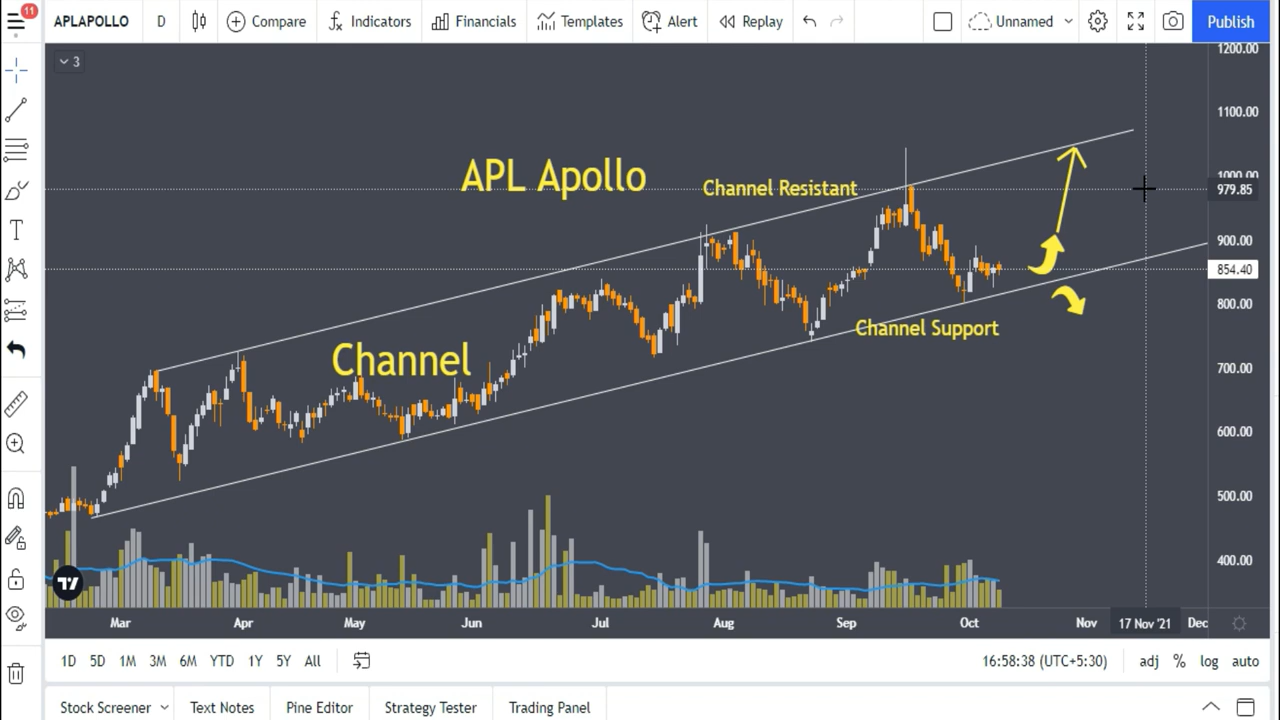 11
APLAPOLLO D Compare Indicators Financials Templates Alert Replay Unnamed Publish
3
1200.00
1100.00
1000.00
979.85
900.00
854.40
800.00
700.00
600.00
500.00
400.00
APL Apollo
Channel Resistant
Channel
Channel Support
Mar Apr May Jun Jul Aug Sep Oct Nov 17 Nov '21 Dec
1D 5D 1M 3M 6M YTD 1Y 5Y All 16:58:38 (UTC+5:30) adj % log auto
Stock Screener Text Notes Pine Editor Strategy Tester Trading Panel